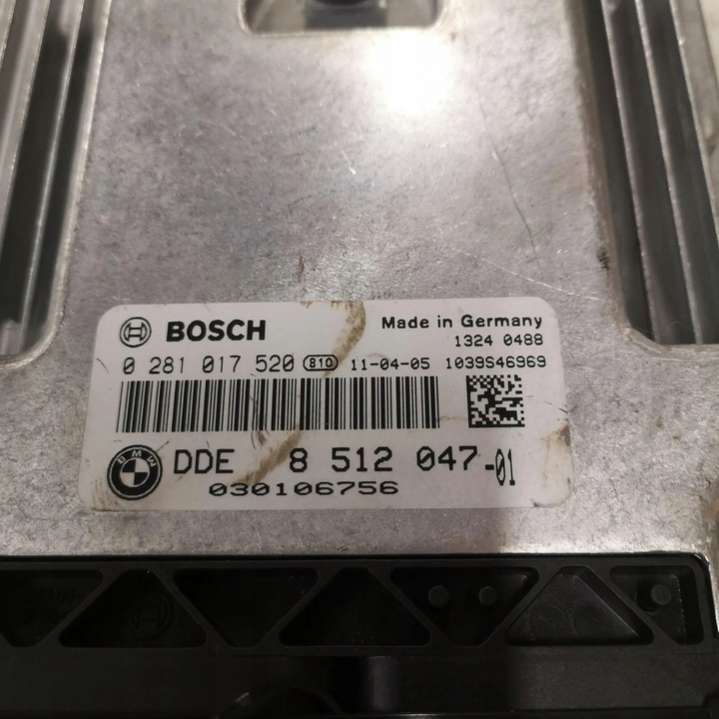 BOSCH Made in Germany
1324 0488
0 281 017 520 810 11-04-05 1039S46969
BMW DDE 8 512 047-01
030106756